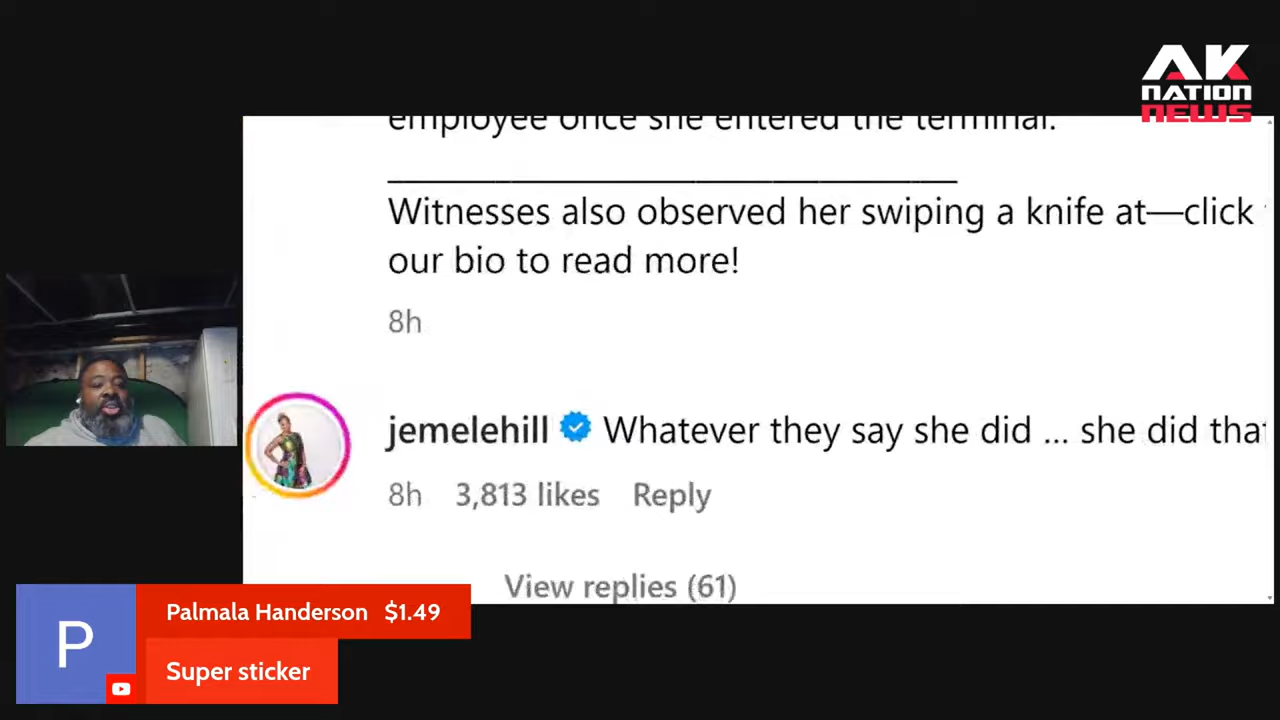 AK
NATION
NEWS
employee once she entered the terminal.
Witnesses also observed her swiping a knife at—click
our bio to read more!
8h
jemelehill Whatever they say she did ... she did that
8h 3,813 likes Reply
View replies (61)
P
Palmala Handerson $1.49
Super sticker